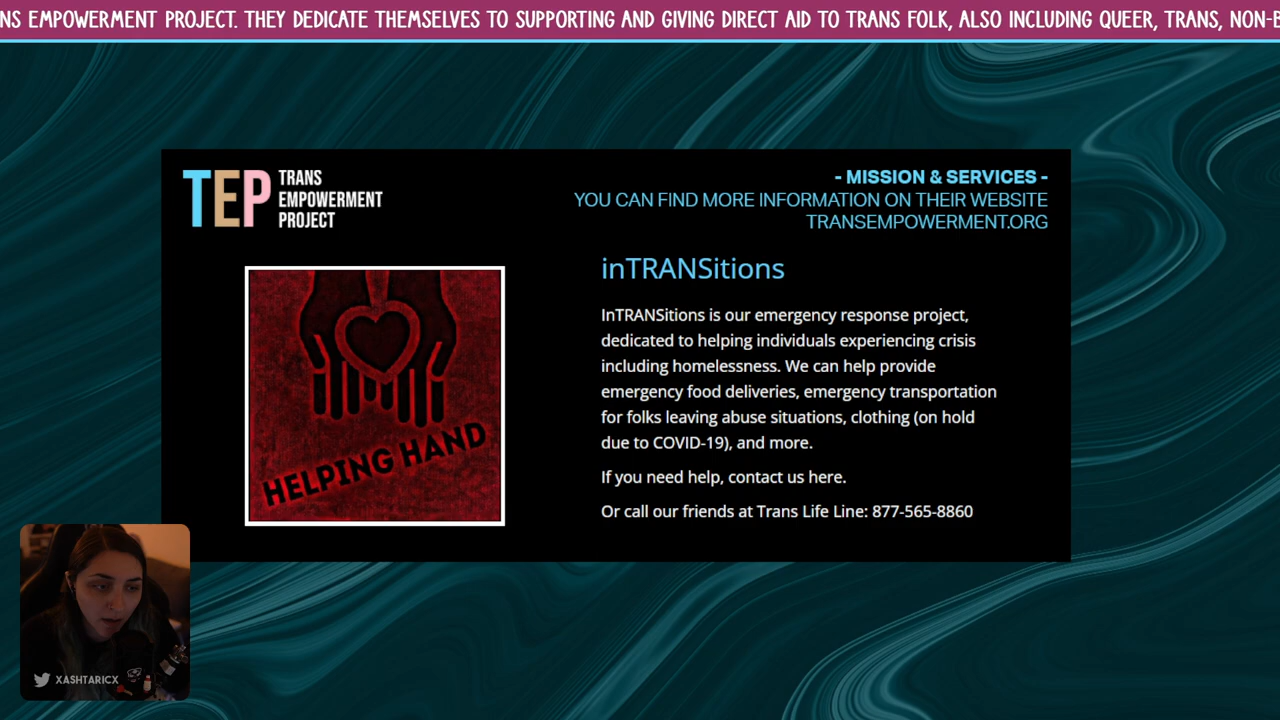 NS EMPOWERMENT PROJECT. THEY DEDICATE THEMSELVES TO SUPPORTING AND GIVING DIRECT AID TO TRANS FOLK, ALSO INCLUDING QUEER, TRANS, NON-B
TEP TRANS
EMPOWERMENT
PROJECT
- MISSION & SERVICES -
YOU CAN FIND MORE INFORMATION ON THEIR WEBSITE
TRANSEMPOWERMENT.ORG
HELPING HAND
inTRANSitions
InTRANSitions is our emergency response project,
dedicated to helping individuals experiencing crisis
including homelessness. We can help provide
emergency food deliveries, emergency transportation
for folks leaving abuse situations, clothing (on hold
due to COVID-19), and more.
If you need help, contact us here.
Or call our friends at Trans Life Line: 877-565-8860
XASHTARICX